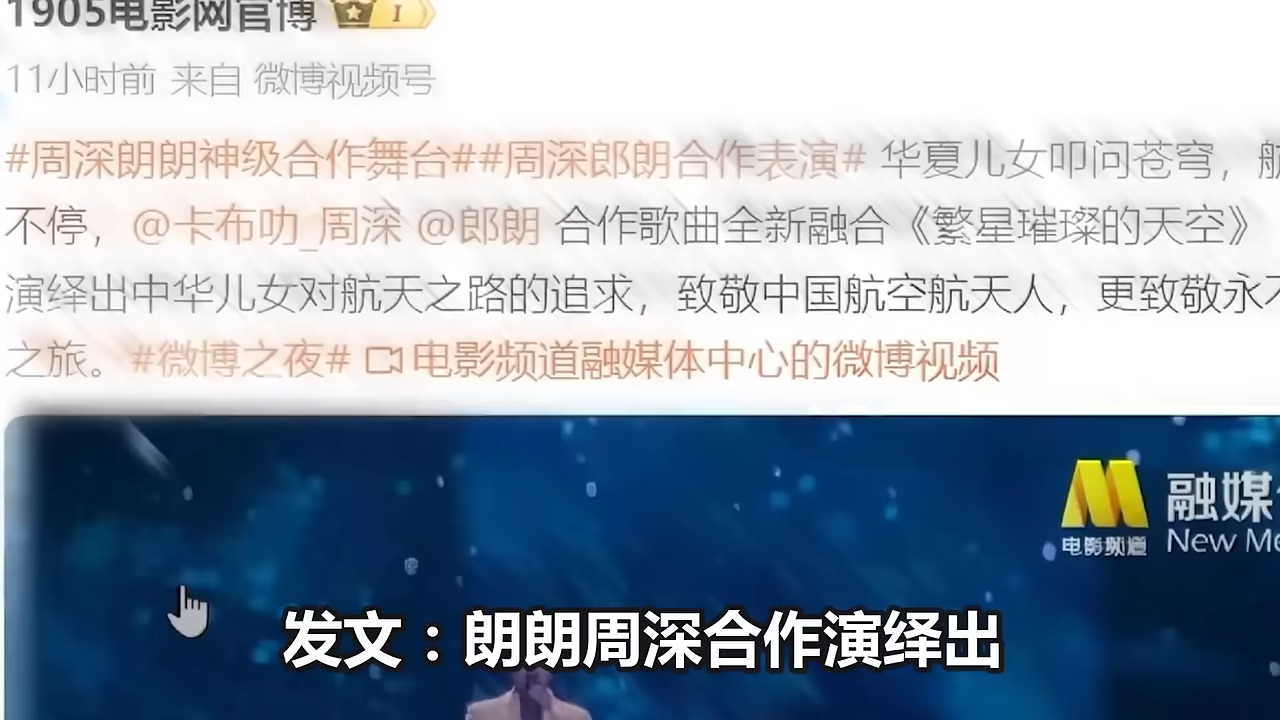 1905电影网官博
11小时前 来自 微博视频号
#周深朗朗神级合作舞台##周深郎朗合作表演# 华夏儿女叩问苍穹，航
不停，@卡布叻_周深 @郎朗 合作歌曲全新融合《繁星璀璨的天空》
演绎出中华儿女对航天之路的追求，致敬中国航空航天人，更致敬永不
之旅。#微博之夜# 电影频道融媒体中心的微博视频
融媒
电影频道 New Me
发文：朗朗周深合作演绎出